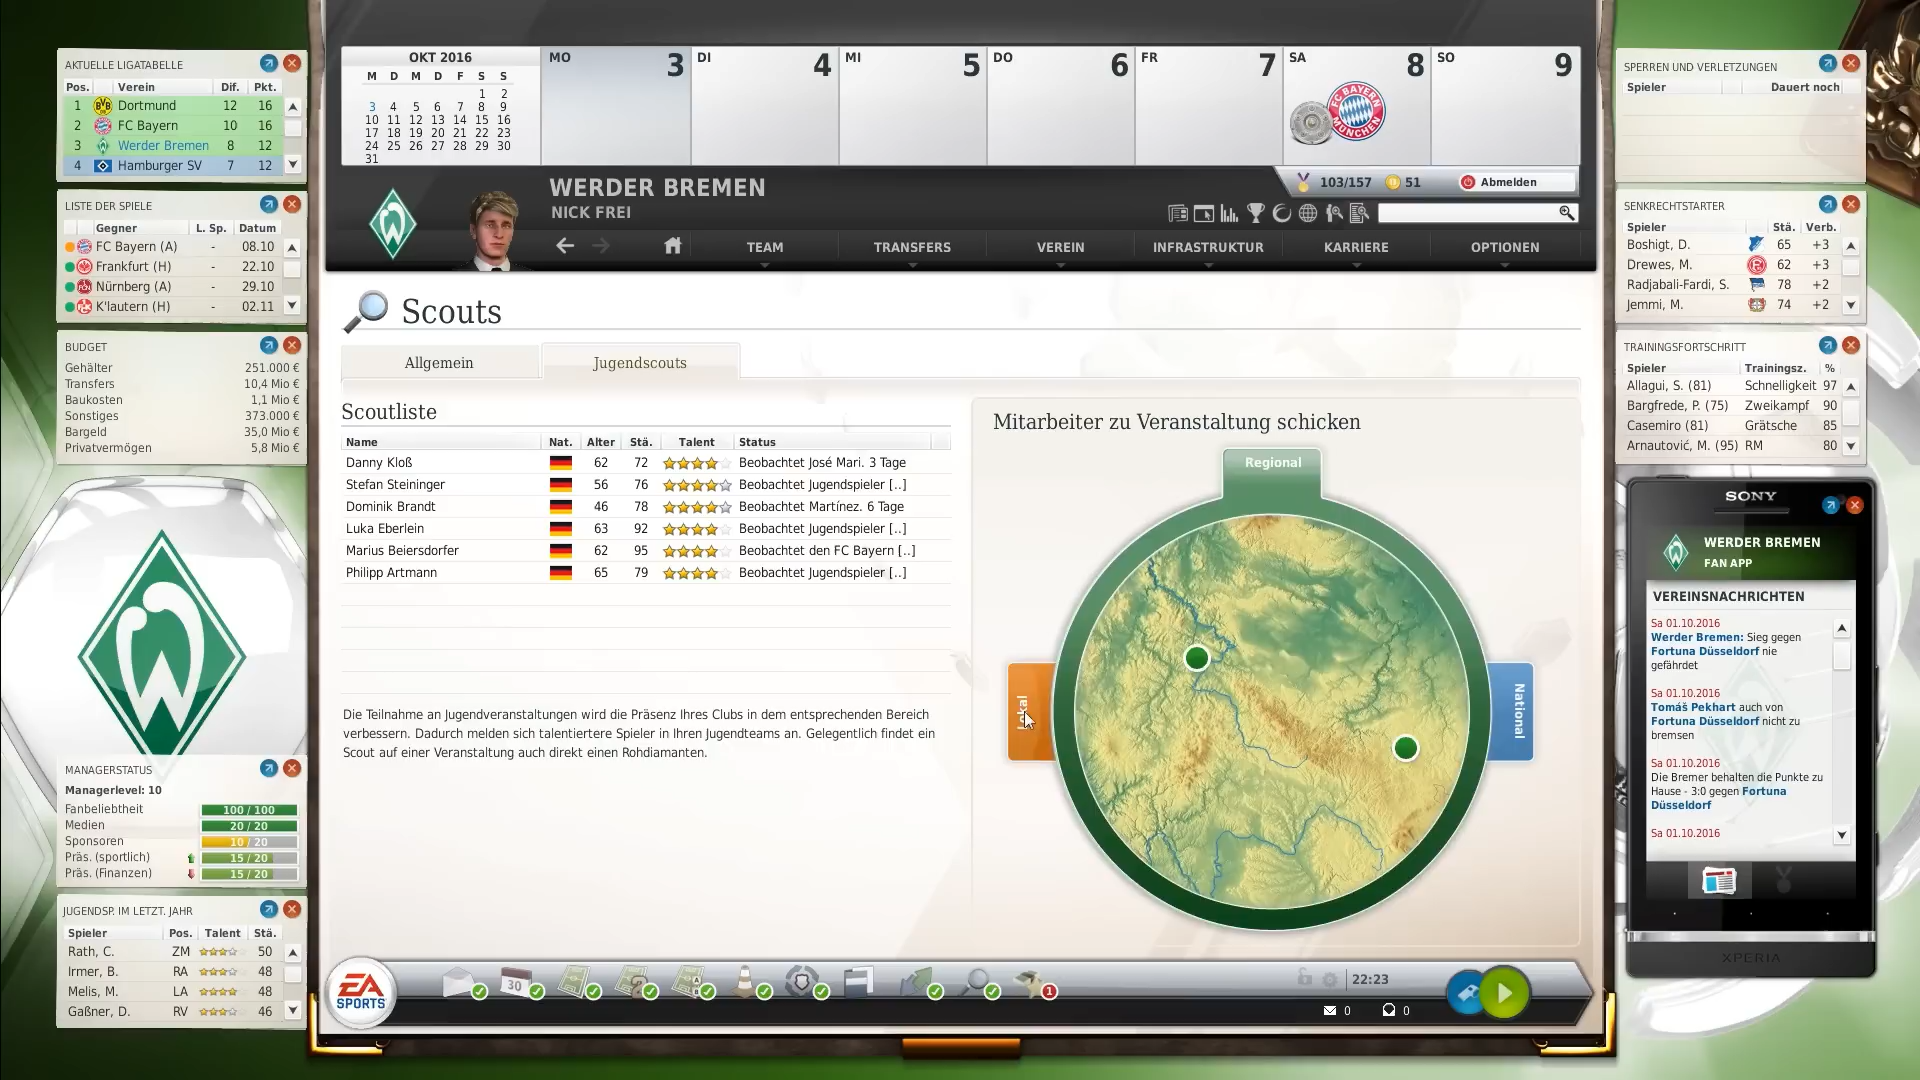 AKTUELLE LIGATABELLE
Pos. Verein Dif. Pkt.
1 Dortmund 12 16
2 FC Bayern 10 16
3 Werder Bremen 8 12
4 Hamburger SV 7 12
LISTE DER SPIELE
Gegner L. Sp. Datum
FC Bayern (A) - 08.10
Frankfurt (H) - 22.10
Nürnberg (A) - 29.10
K'lautern (H) - 02.11
BUDGET
Gehälter 251.000 €
Transfers 10,4 Mio €
Baukosten 1,1 Mio €
Sonstiges 373.000 €
Bargeld 35,0 Mio €
Privatvermögen 5,8 Mio €
MANAGERSTATUS
Managerlevel: 10
Fanbeliebtheit 100 / 100
Medien 20 / 20
Sponsoren 10 / 20
Präs. (sportlich) 15 / 20
Präs. (Finanzen) 15 / 20
JUGENDSP. IM LETZT. JAHR
Spieler Pos. Talent Stä.
Rath, C. ZM 50
Irmer, B. RA 48
Melis, M. LA 48
Gaßner, D. RV 46
OKT 2016
M D M D F S S
1 2
3 4 5 6 7 8 9
10 11 12 13 14 15 16
17 18 19 20 21 22 23
24 25 26 27 28 29 30
31
MO 3 DI 4 MI 5 DO 6 FR 7 SA 8 SO 9
FC BAYERN MÜNCHEN
WERDER BREMEN
NICK FREI
103/157 51 Abmelden
TEAM TRANSFERS VEREIN INFRASTRUKTUR KARRIERE OPTIONEN
Scouts
Allgemein Jugendscouts
Scoutliste
Name Nat. Alter Stä. Talent Status
Danny Kloß 62 72 Beobachtet José Mari. 3 Tage
Stefan Steininger 56 76 Beobachtet Jugendspieler [..]
Dominik Brandt 46 78 Beobachtet Martínez. 6 Tage
Luka Eberlein 63 92 Beobachtet Jugendspieler [..]
Marius Beiersdorfer 62 95 Beobachtet den FC Bayern [..]
Philipp Artmann 65 79 Beobachtet Jugendspieler [..]
Die Teilnahme an Jugendveranstaltungen wird die Präsenz Ihres Clubs in dem entsprechenden Bereich
verbessern. Dadurch melden sich talentiertere Spieler in Ihren Jugendteams an. Gelegentlich findet ein
Scout auf einer Veranstaltung auch direkt einen Rohdiamanten.
Mitarbeiter zu Veranstaltung schicken
Regional
Lokal
National
EA
SPORTS
30
1
22:23
0 0
SPERREN UND VERLETZUNGEN
Spieler Dauert noch
SENKRECHTSTARTER
Spieler Stä. Verb.
Boshigt, D. 65 +3
Drewes, M. 62 +3
Radjabali-Fardi, S. 78 +2
Jemmi, M. 74 +2
TRAININGSFORTSCHRITT
Spieler Trainingsz. %
Allagui, S. (81) Schnelligkeit 97
Bargfrede, P. (75) Zweikampf 90
Casemiro (81) Grätsche 85
Arnautović, M. (95) RM 80
SONY
WERDER BREMEN
FAN APP
VEREINSNACHRICHTEN
Sa 01.10.2016
Werder Bremen: Sieg gegen
Fortuna Düsseldorf nie
gefährdet
Sa 01.10.2016
Tomáš Pekhart auch von
Fortuna Düsseldorf nicht zu
bremsen
Sa 01.10.2016
Die Bremer behalten die Punkte zu
Hause - 3:0 gegen Fortuna
Düsseldorf
Sa 01.10.2016
XPERIA